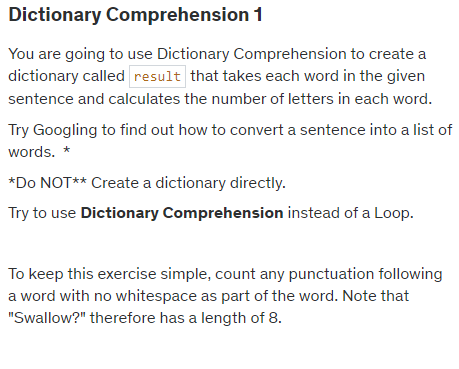 Dictionary Comprehension 1
You are going to use Dictionary Comprehension to create a
dictionary called result that takes each word in the given
sentence and calculates the number of letters in each word.
Try Googling to find out how to convert a sentence into a list of
words. *
*Do NOT** Create a dictionary directly.
Try to use Dictionary Comprehension instead of a Loop.
To keep this exercise simple, count any punctuation following
a word with no whitespace as part of the word. Note that
"Swallow?" therefore has a length of 8.